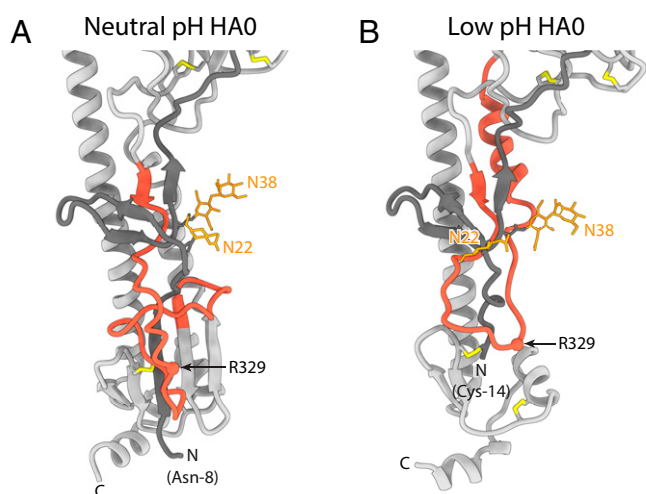 A Neutral pH HA0
N38
N22
R329
N
(Asn-8)
C
B Low pH HA0
N22
N38
R329
N
(Cys-14)
C